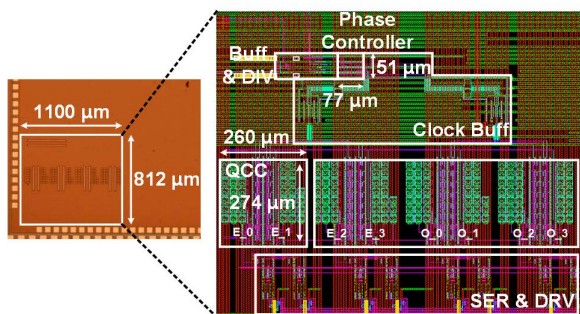 Phase
Controller
Buff
& DIV
51 µm
77 µm
Clock Buff
1100 µm
812 µm
260 µm
QCC
274 µm
E_0 E_1 E_2 E_3 O_0 O_1 O_2 O_3
SER & DRV